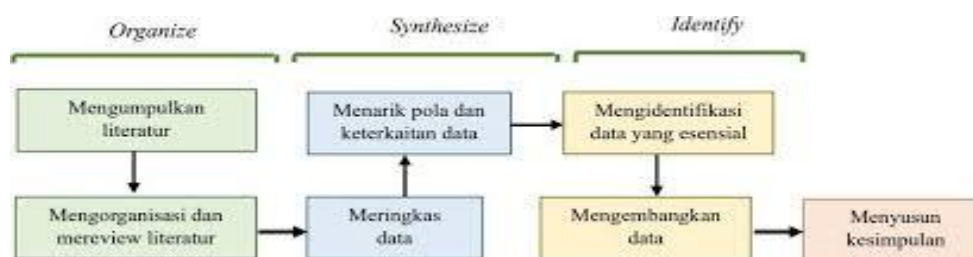 Organize
Synthesize
Identify
Mengumpulkan
literatur
Mengorganisasi dan
mereview literatur
Menarik pola dan
keterkaitan data
Meringkas
data
Mengidentifikasi
data yang esensial
Mengembangkan
data
Menyusun
kesimpulan